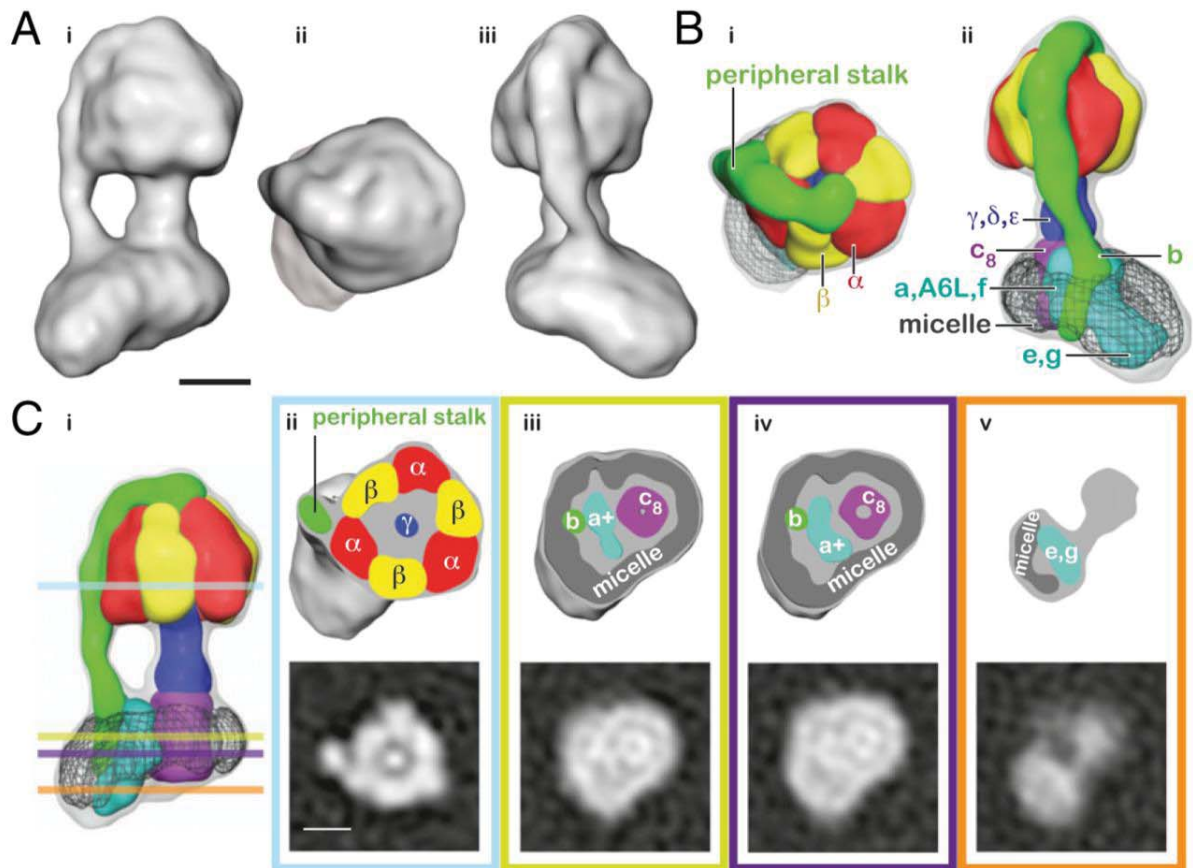 A
i
ii
iii
B
i
ii
peripheral stalk
β
α
γ,δ,ε
c8
b
a,A6L,f
micelle
e,g
C
i
ii
peripheral stalk
α
β
β
γ
α
α
β
iii
c8
b
a+
micelle
iv
c8
b
a+
micelle
v
micelle
e,g